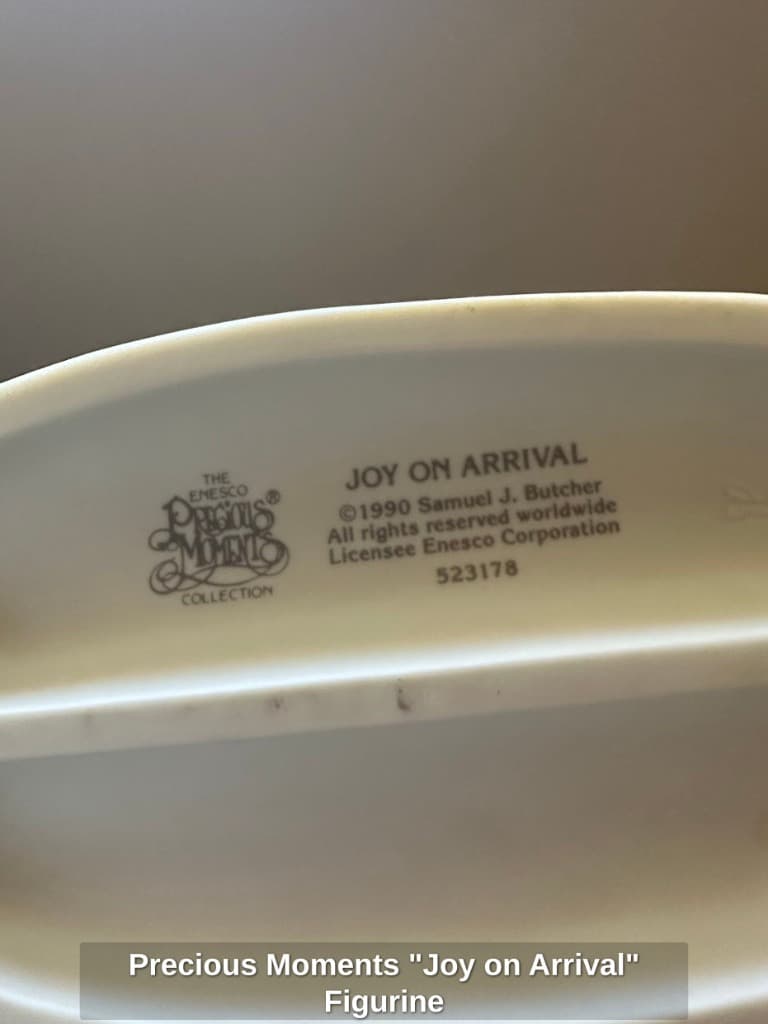 THE
ENESCO
PRECIOUS®
MOMENTS
COLLECTION
JOY ON ARRIVAL
©1990 Samuel J. Butcher
All rights reserved worldwide
Licensee Enesco Corporation
523178
Precious Moments "Joy on Arrival"
Figurine